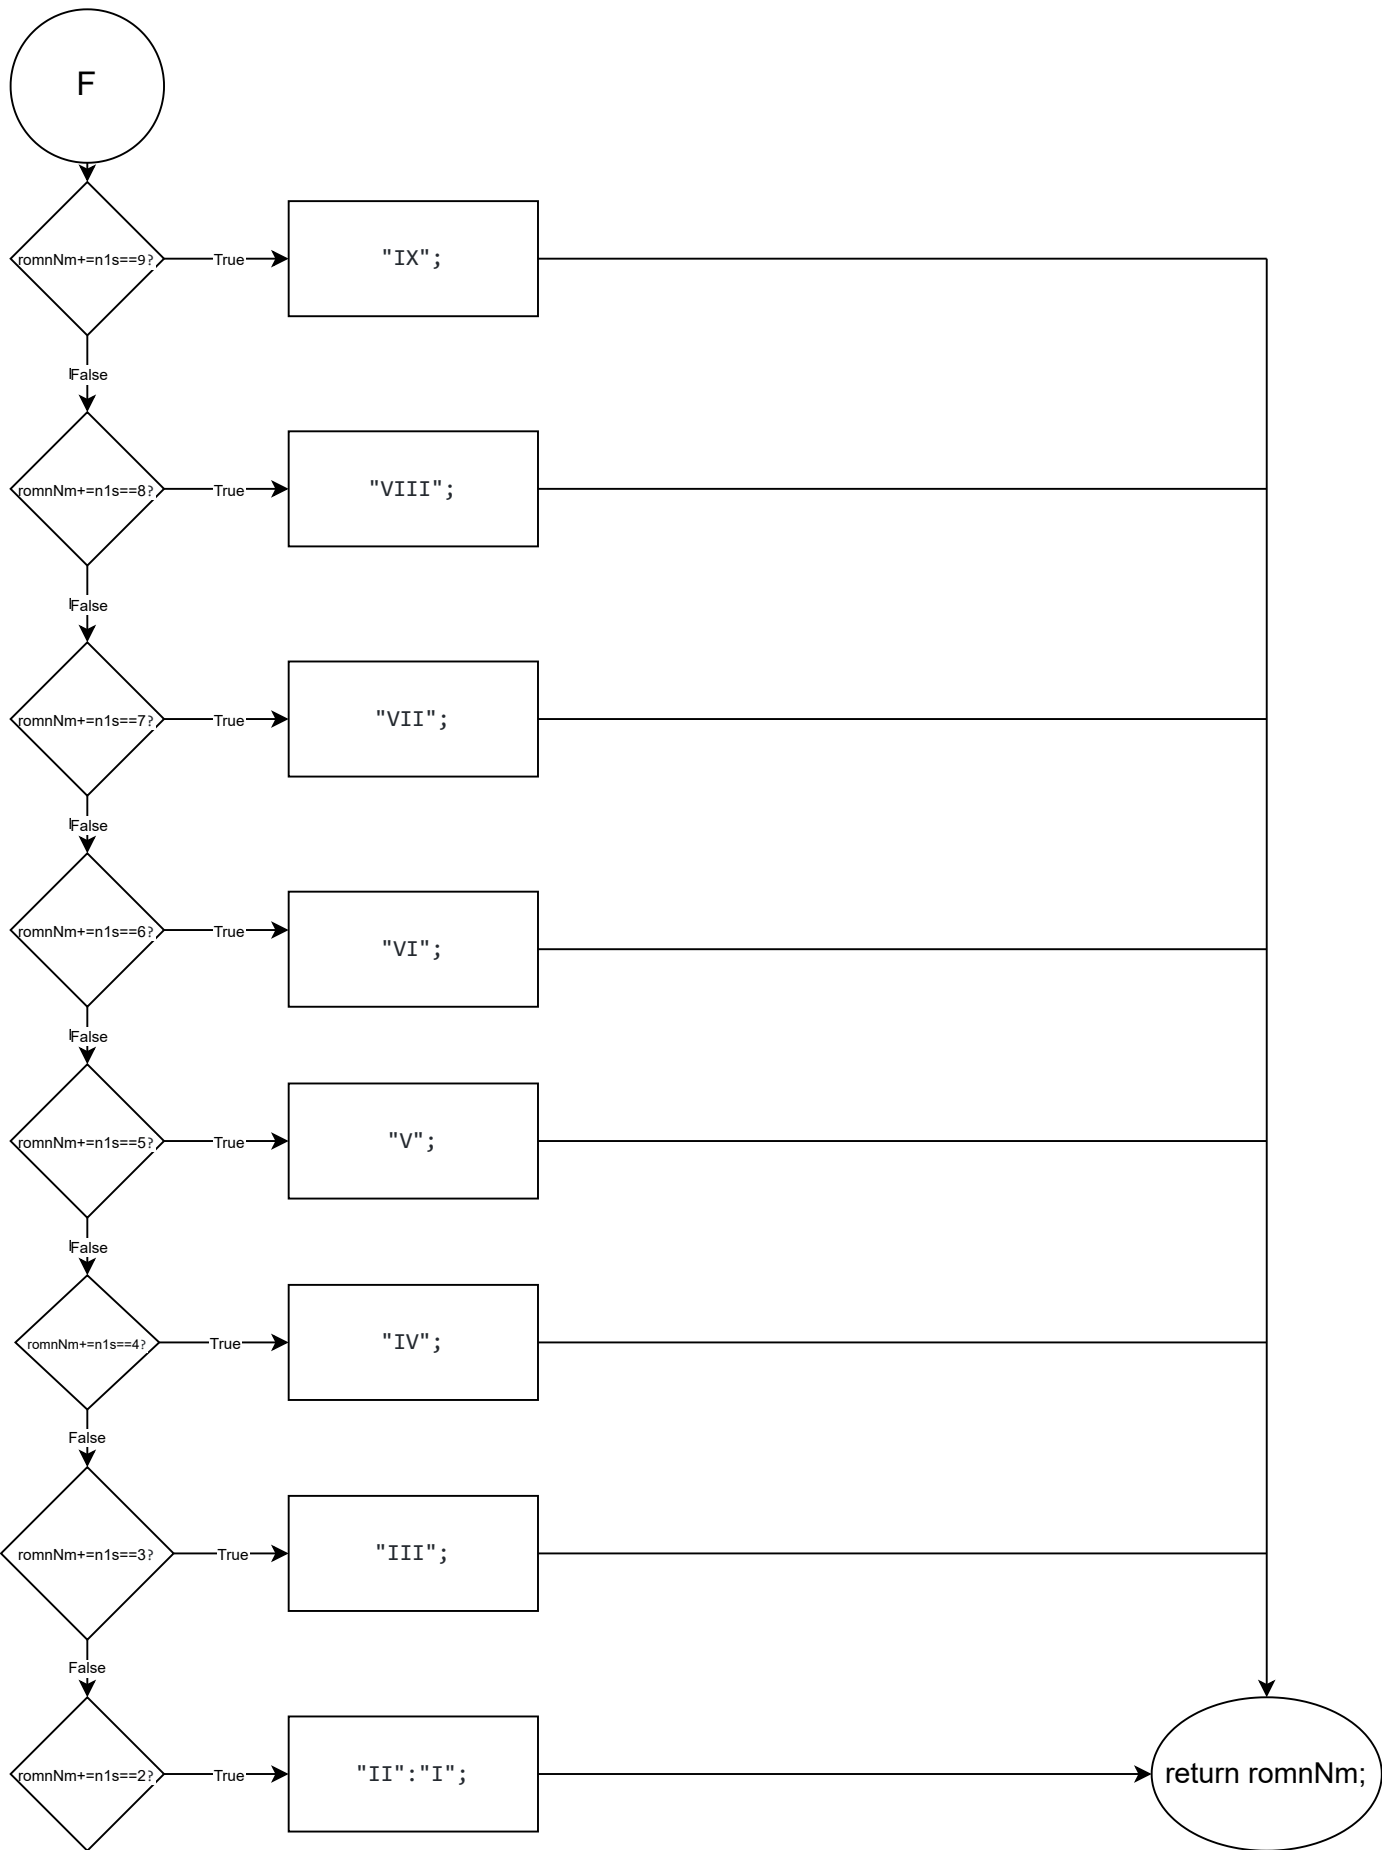 F
romnNm+=n1s==9?
True
"IX";
False
romnNm+=n1s==8?
True
"VIII";
False
romnNm+=n1s==7?
True
"VII";
False
romnNm+=n1s==6?
True
"VI";
False
romnNm+=n1s==5?
True
"V";
False
romnNm+=n1s==4?
True
"IV";
False
romnNm+=n1s==3?
True
"III";
False
romnNm+=n1s==2?
True
"II":"I";
return romnNm;